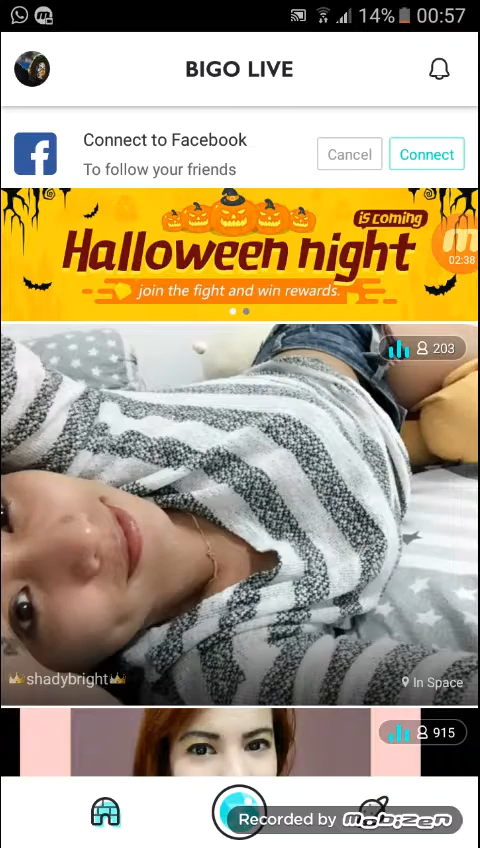 14% 00:57
BIGO LIVE
Connect to Facebook
To follow your friends
Cancel
Connect
is coming
Halloween night
join the fight and win rewards.
02:38
203
👑shadybright👑
In Space
915
Recorded by mobizen